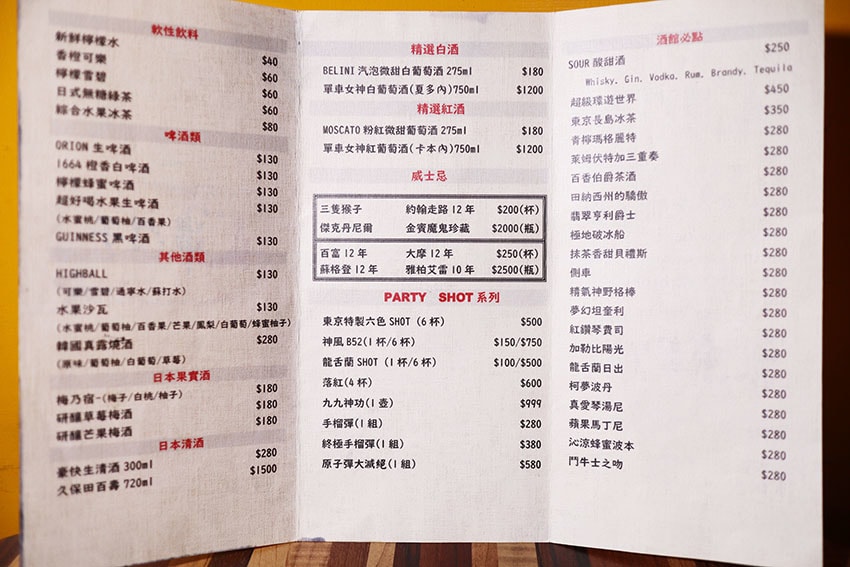 軟性飲料
新鮮檸檬水 $40
香橙可樂 $60
檸檬雪碧 $60
日式無糖綠茶 $60
綜合水果冰茶 $80
啤酒類
ORION 生啤酒 $130
1664 橙香白啤酒 $130
檸檬蜂蜜啤酒 $130
超好喝水果生啤酒 $130
(水蜜桃/葡萄柚/百香果)
GUINNESS 黑啤酒 $130
其他酒類
HIGHBALL $130
(可樂/雪碧/通寧水/蘇打水)
水果沙瓦 $130
(水蜜桃/葡萄柚/百香果/芒果/鳳梨/白葡萄/蜂蜜柚子)
韓國真露燒酒 $280
(原味/葡萄柚/白葡萄/草莓)
日本果實酒
梅乃宿-(梅子/白桃/柚子) $180
研釀草莓梅酒 $180
研釀芒果梅酒 $180
日本清酒
豪快生清酒 300ml $280
久保田百壽 720ml $1500
精選白酒
BELINI 汽泡微甜白葡萄酒 275ml $180
單車女神白葡萄酒(夏多內)750ml $1200
精選紅酒
MOSCATO 粉紅微甜葡萄酒 275ml $180
單車女神紅葡萄酒(卡本內)750ml $1200
威士忌
三隻猴子 約翰走路 12 年 $200(杯)
傑克丹尼爾 金賓魔鬼珍藏 $2000(瓶)
百富 12 年 大摩 12 年 $250(杯)
蘇格登 12 年 雅柏艾雷 10 年 $2500(瓶)
PARTY SHOT 系列
東京特製六色 SHOT (6 杯) $500
神風 852(1 杯/6 杯) $150/$750
龍舌蘭 SHOT (1 杯/6 杯) $100/$500
落紅(4 杯) $600
九九神功(1 壺) $999
手榴彈(1 組) $280
終極手榴彈(1 組) $380
原子彈大滅絕(1 組) $580
酒館必點
SOUR 酸甜酒 $250
Whisky, Gin, Vodka, Rum, Brandy, Tequila
超級環遊世界 $450
東京長島冰茶 $350
青檸瑪格麗特 $280
萊姆伏特加三重奏 $280
百香伯爵茶酒 $280
田納西州的驕傲 $280
翡翠亨利爵士 $280
極地破冰船 $280
抹茶香甜貝禮斯 $280
側車 $280
精氣神野格棒 $280
夢幻坦奎利 $280
紅鑽琴費司 $280
加勒比陽光 $280
龍舌蘭日出 $280
柯夢波丹 $280
真愛琴湯尼 $280
蘋果馬丁尼 $280
沁涼蜂蜜波本 $280
鬥牛士之吻 $280